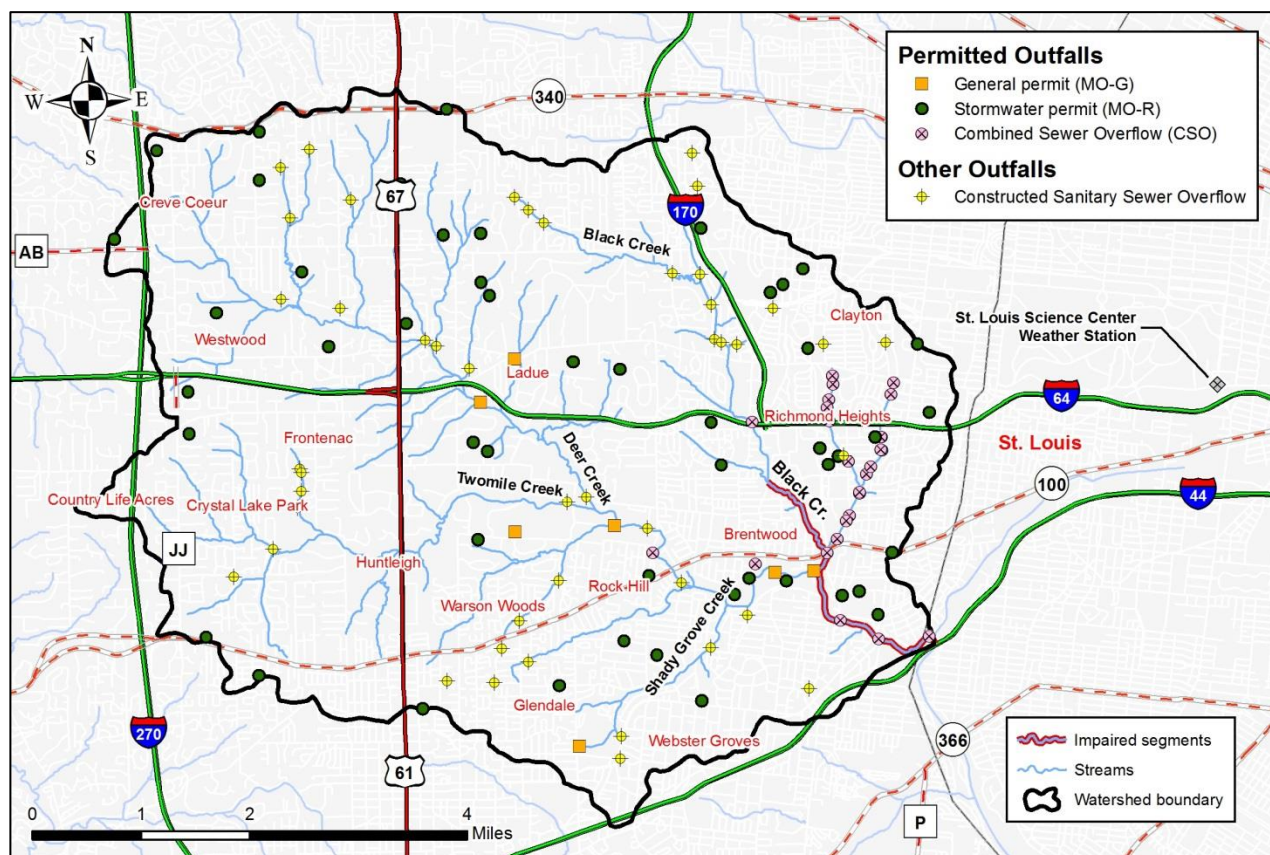 N
W
E
S
340
Permitted Outfalls
General permit (MO-G)
Stormwater permit (MO-R)
Combined Sewer Overflow (CSO)
Other Outfalls
Constructed Sanitary Sewer Overflow
67
170
Creve Coeur
AB
Black Creek
Clayton
St. Louis Science Center
Weather Station
Westwood
Ladue
64
Richmond Heights
St. Louis
Frontenac
Deer Creek
100
44
Twomile Creek
Black Cr.
Country Life Acres
Crystal Lake Park
JJ
Brentwood
Huntleigh
Rock Hill
Warson Woods
Shady Grove Creek
Glendale
Webster Groves
270
61
366
P
Impaired segments
Streams
Watershed boundary
0 1 2 4
Miles